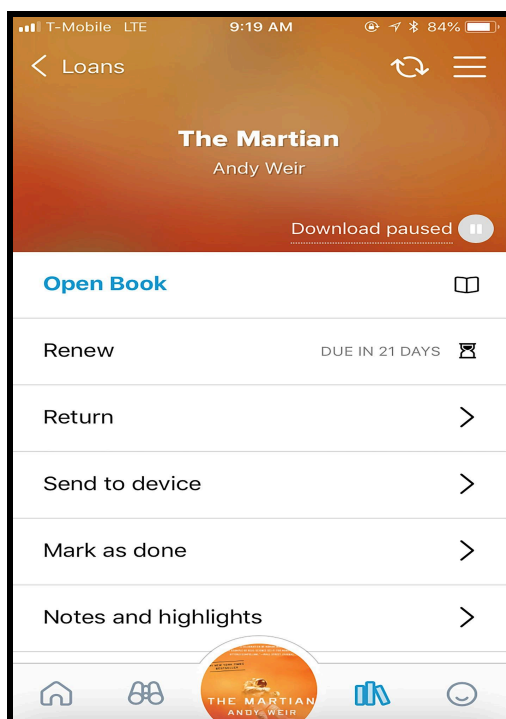 T-Mobile LTE 9:19 AM 84%
Loans
The Martian
Andy Weir
Download paused
Open Book
Renew DUE IN 21 DAYS
Return
Send to device
Mark as done
Notes and highlights
THE MARTIAN
ANDY WEIR